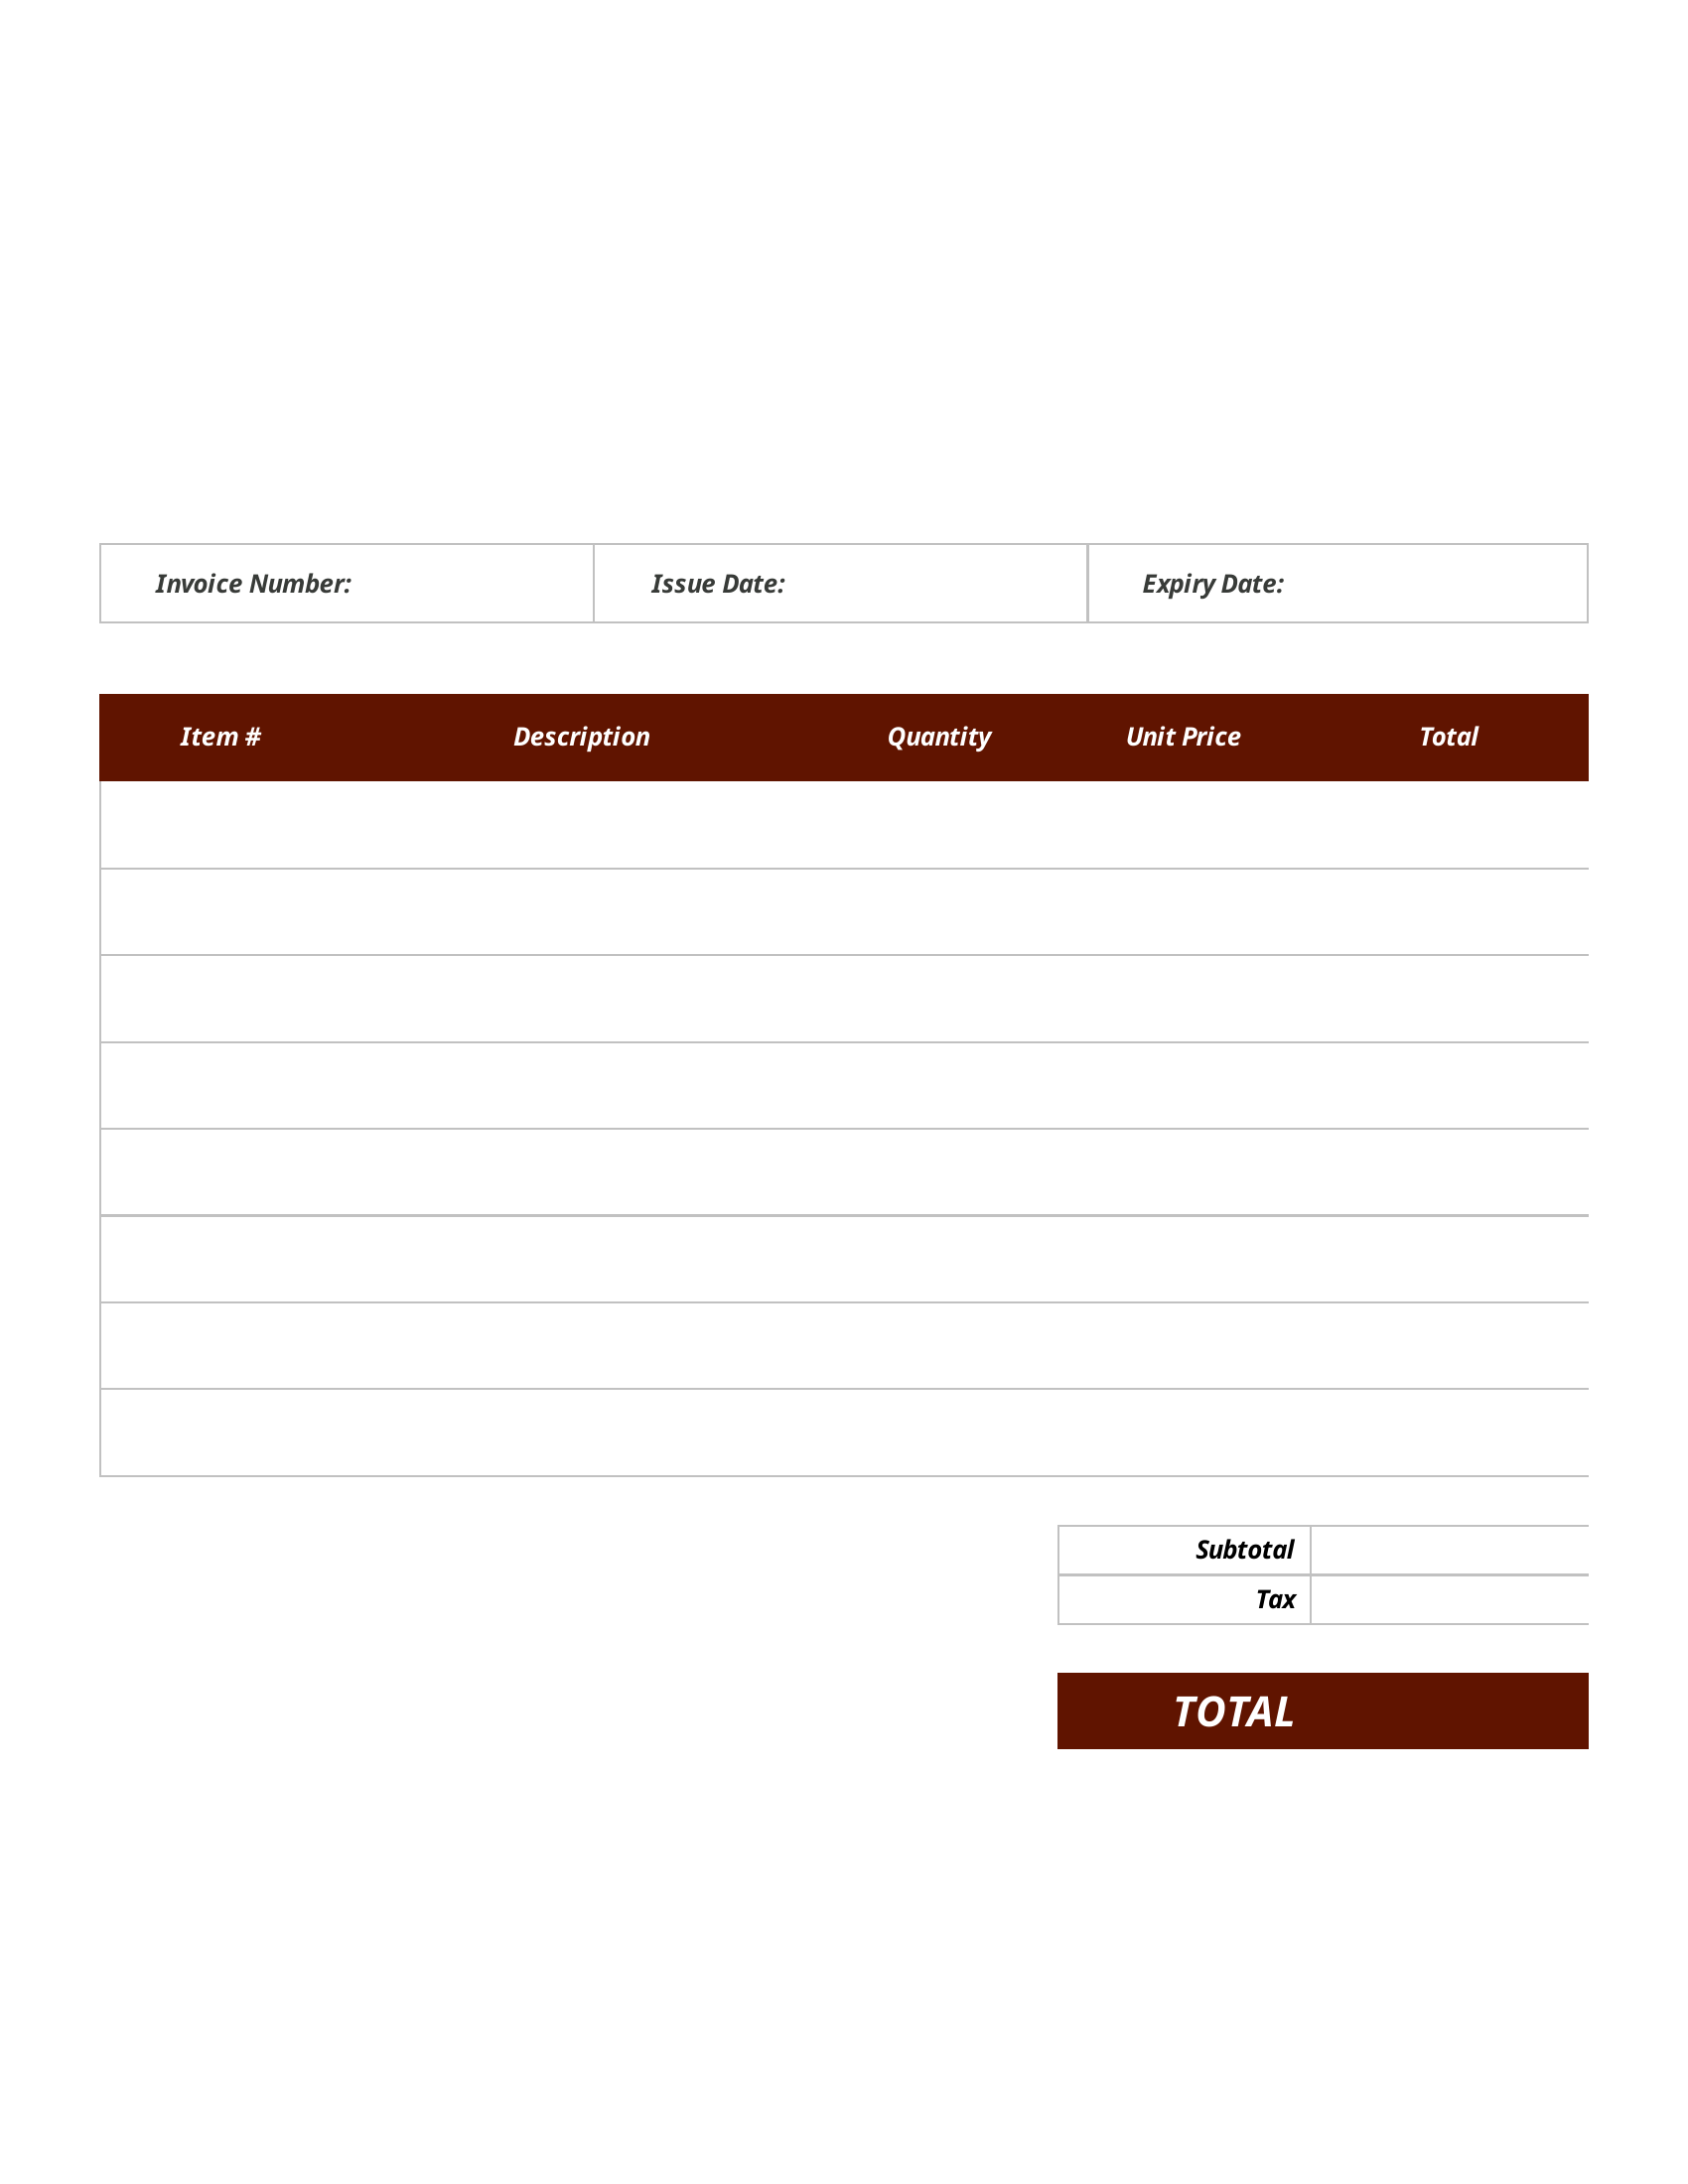 Invoice Number: Issue Date: Expiry Date:
Item # Description Quantity Unit Price Total
Subtotal
Tax
TOTAL